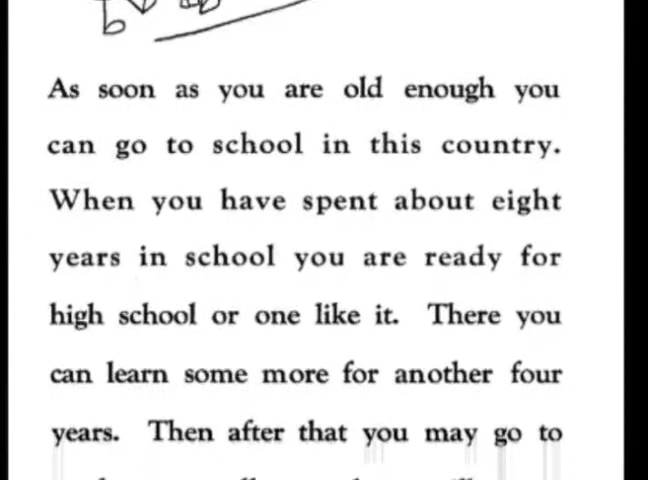 As soon as you are old enough you
can go to school in this country.
When you have spent about eight
years in school you are ready for
high school or one like it. There you
can learn some more for another four
years. Then after that you may go to